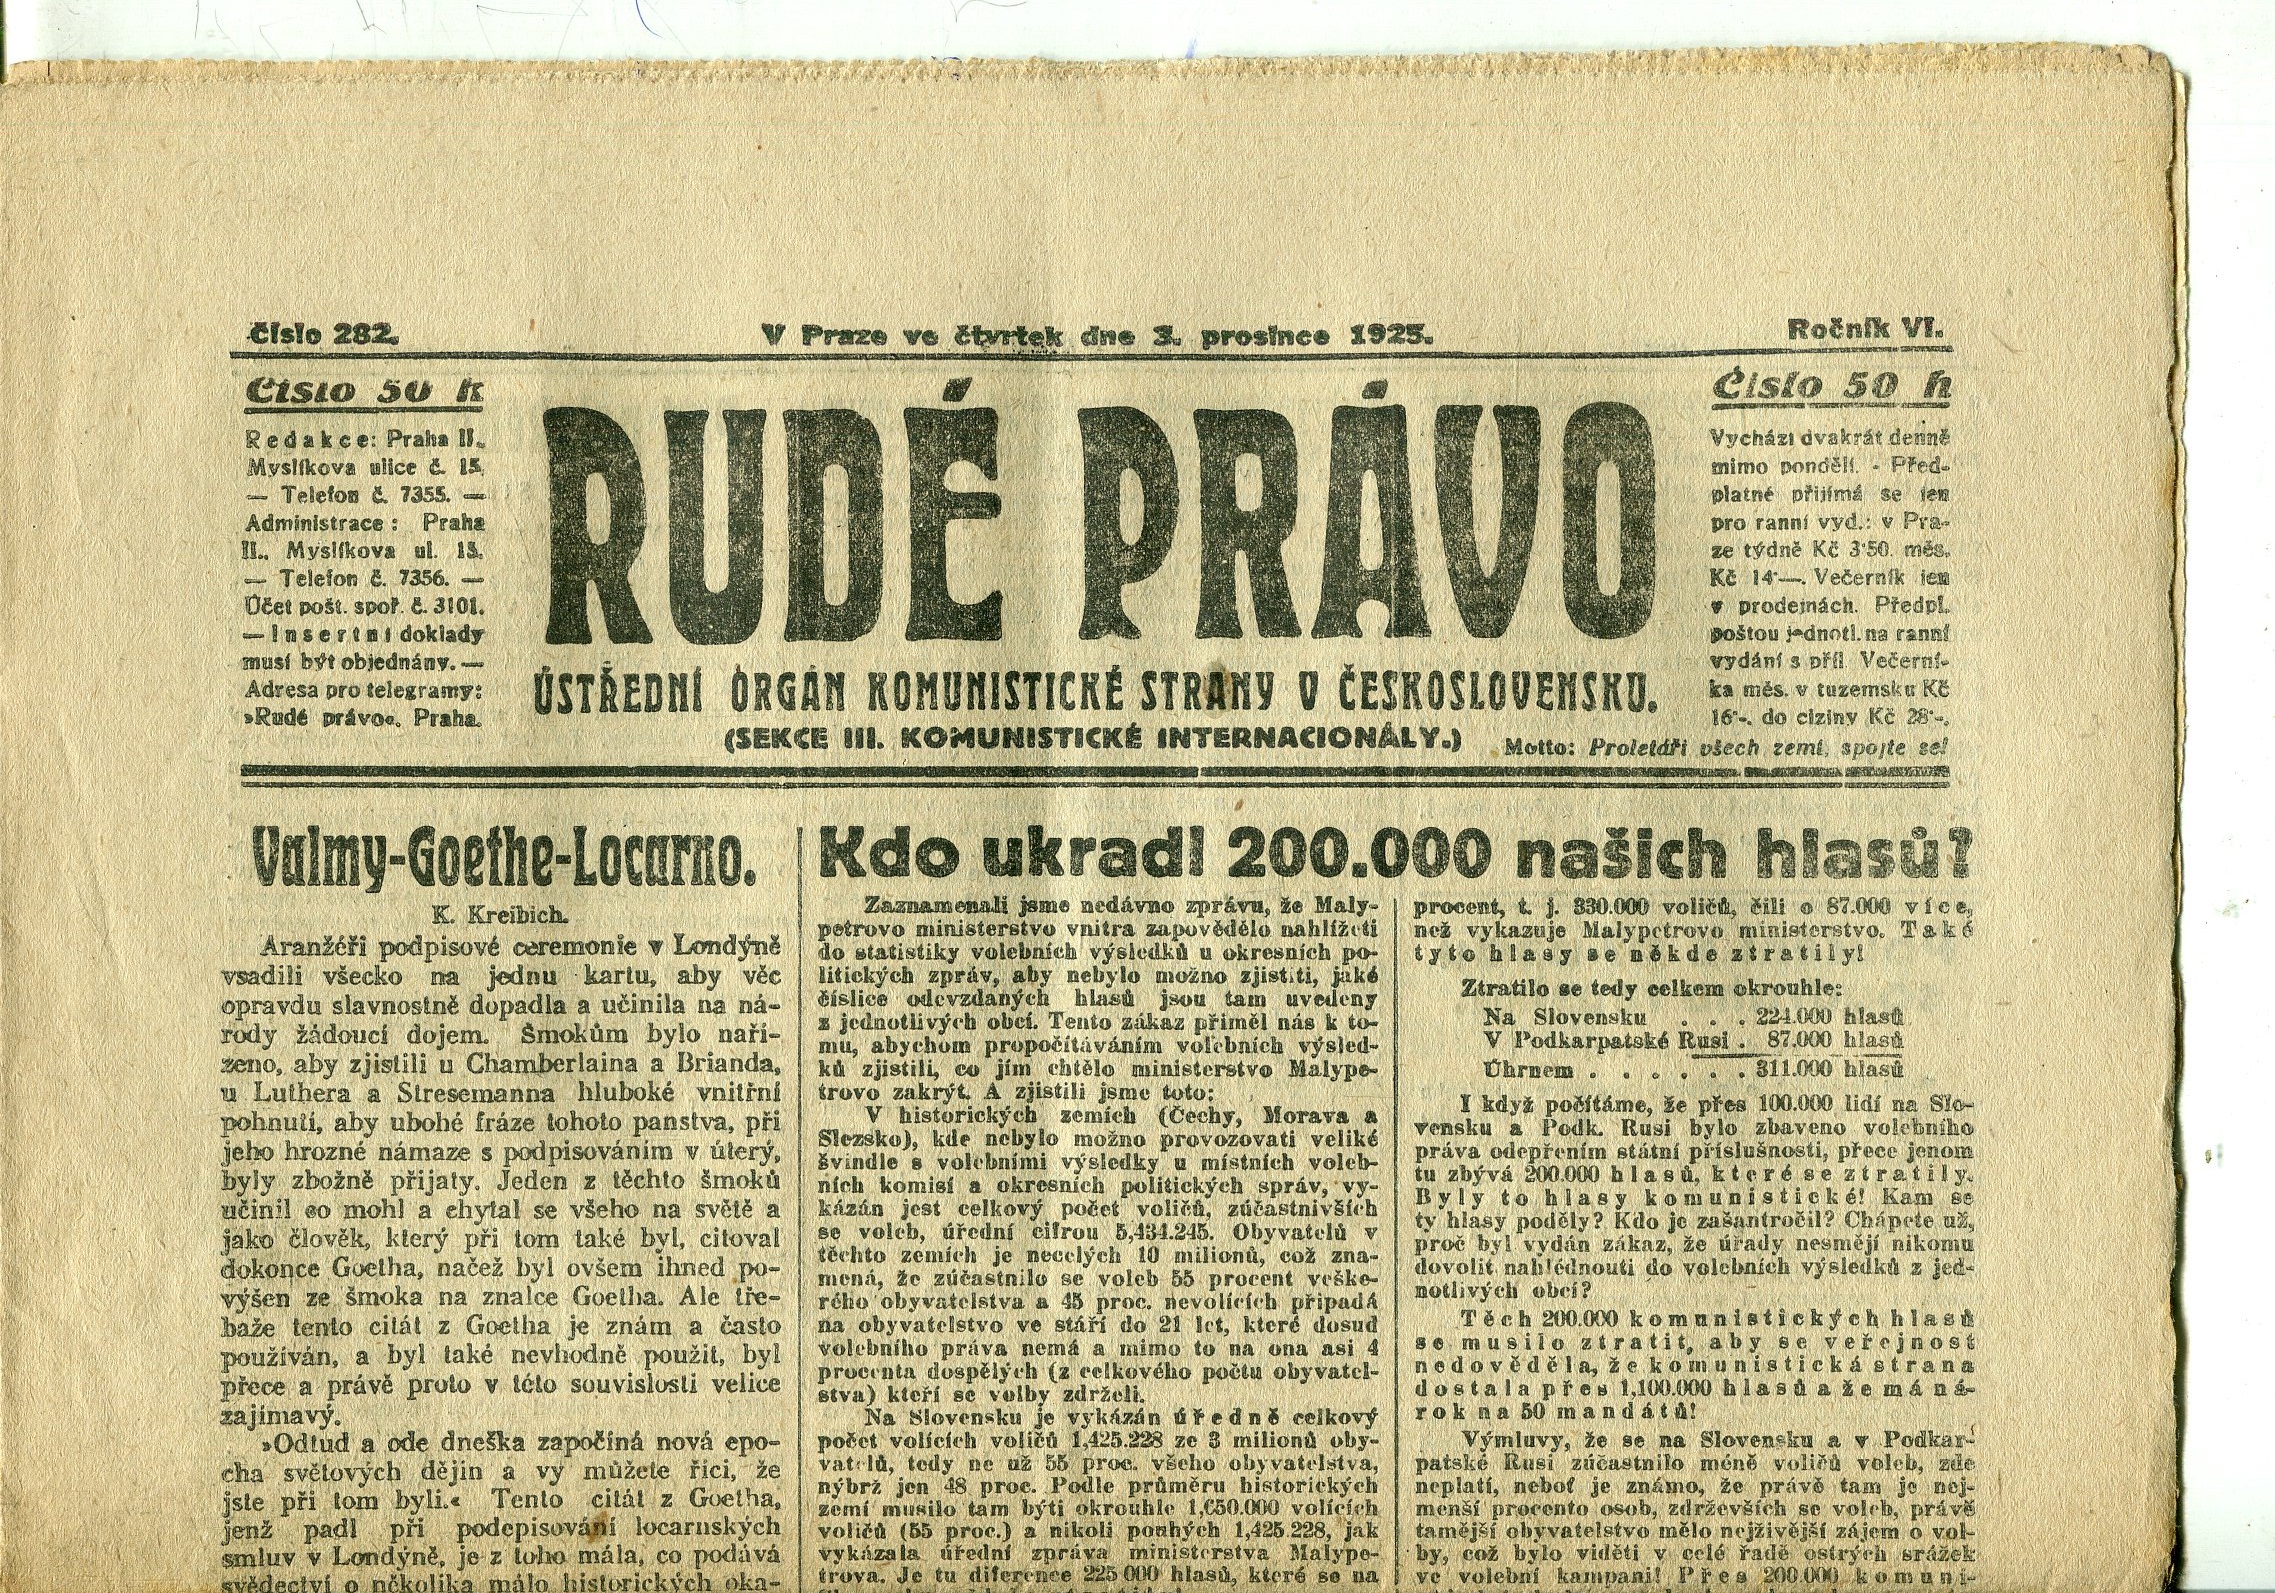 Číslo 282.
V Praze ve čtvrtek dne 3. prosince 1925.
Ročník VI.
Číslo 50 h
Redakce: Praha II.
Myslíkova ulice č. 15.
— Telefon č. 7355. —
Administrace: Praha
II., Myslíkova ul. 15.
— Telefon č. 7356. —
Účet pošt. spoř. č. 3101.
— Insertní doklady
musí být objednány. —
Adresa pro telegramy:
»Rudé právo«, Praha.
RUDÉ PRÁVO
ÚSTŘEDNÍ ORGÁN KOMUNISTICKÉ STRANY V ČESKOSLOVENSKU.
(SEKCE III. KOMUNISTICKÉ INTERNACIONÁLY.)
Motto: Proletáři všech zemí, spojte se!
Číslo 50 h
Vychází dvakrát denně
mimo pondělí. - Před-
platné přijímá se jen
pro ranní vyd.: v Pra-
ze týdně Kč 3·50. měs.
Kč 14·—. Večerník jen
v prodejnách. Předpl.
poštou jednotl. na ranní
vydání s příl. Večerní-
ka měs. v tuzemsku Kč
16·-. do ciziny Kč 28·-.
Valmy-Goethe-Locarno.
K. Kreibich.
Aranžéři podpisové ceremonie v Londýně
vsadili všecko na jednu kartu, aby věc
opravdu slavnostně dopadla a učinila na ná-
rody žádoucí dojem. Šmokům bylo naří-
zeno, aby zjistili u Chamberlaina a Brianda,
u Luthera a Stresemanna hluboké vnitřní
pohnutí, aby ubohé fráze tohoto panstva, při
jeho hrozné námaze s podpisováním v úterý,
byly zbožně přijaty. Jeden z těchto šmoků
učinil co mohl a chytal se všeho na světě a
jako člověk, který při tom také byl, citoval
dokonce Goetha, načež byl ovšem ihned po-
výšen ze šmoka na znalce Goetha. Ale tře-
baže tento citát z Goetha je znám a často
používán, a byl také nevhodně použit, byl
přece a právě proto v této souvislosti velice
zajímavý.
»Odtud a ode dneška započíná nová epo-
cha světových dějin a vy můžete řici, že
jste při tom byli.« Tento citát z Goetha,
jenž padl při podepisování locarnských
smluv v Londýně, je z toho mála, co podává
svědectví o několika málo historických oka-
Kdo ukradl 200.000 našich hlasů?
Zaznamenali jsme nedávno zprávu, že Maly-
petrovo ministerstvo vnitra zapovědělo nahlížeti
do statistiky volebních výsledků u okresních po-
litických zpráv, aby nebylo možno zjistiti, jaké
číslice odevzdaných hlasů jsou tam uvedeny
z jednotlivých obcí. Tento zákaz přiměl nás k to-
mu, abychom propočítáváním volebních výsled-
ků zjistili, co jím chtělo ministerstvo Malype-
trovo zakrýt. A zjistili jsme toto:
V historických zemích (Čechy, Morava a
Slezsko), kde nebylo možno provozovati veliké
švindle s volebními výsledky u místních voleb-
ních komisí a okresních politických správ, vy-
kázán jest celkový počet voličů, zúčastnivších
se voleb, úřední cifrou 5,434.245. Obyvatelů v
těchto zemích je necelých 10 milionů, což zna-
mená, že zúčastnilo se voleb 55 procent veške-
rého obyvatelstva a 45 proc. nevolících připadá
na obyvatelstvo ve stáří do 21 let, které dosud
volebního práva nemá a mimo to na ona asi 4
procenta dospělých (z celkového počtu obyvatel-
stva) kteří se volby zdrželi.
Na Slovensku je vykázán úředně celkový
počet volících voličů 1,425.228 ze 3 milionů oby-
vatelů, tedy ne už 55 proc. všeho obyvatelstva,
nýbrž jen 48 proc. Podle průměru historických
zemí musilo tam býti okrouhle 1,650.000 volících
voličů (55 proc.) a nikoli pouhých 1,425.228, jak
vykázala úřední zpráva ministerstva Malype-
trova. Je tu diference 225 000 hlasů, které se na
procent, t. j. 330.000 voličů, čili o 87.000 více,
než vykazuje Malypetrovo ministerstvo. Také
tyto hlasy se někde ztratily!
Ztratilo se tedy celkem okrouhle:
Na Slovensku . . . 224.000 hlasů
V Podkarpatské Rusi . 87.000 hlasů
Úhrnem . . . . . . 311.000 hlasů
I když počítáme, že přes 100.000 lidí na Slo-
vensku a Podk. Rusi bylo zbaveno volebního
práva odepřením státní příslušnosti, přece jenom
tu zbývá 200.000 hlasů, které se ztratily.
Byly to hlasy komunistické! Kam se
ty hlasy poděly? Kdo je zašantročil? Chápete už,
proč byl vydán zákaz, že úřady nesmějí nikomu
dovolit nahlédnouti do volebních výsledků z jed-
notlivých obcí?
Těch 200.000 komunistických hlasů
se musilo ztratit, aby se veřejnost
nedověděla, že komunistická strana
dostala přes 1,100.000 hlasů a že má ná-
rok na 50 mandátů!
Výmluvy, že se na Slovensku a v Podkar-
patské Rusi zúčastnilo méně voličů voleb, zde
neplatí, neboť je známo, že právě tam je nej-
menší procento osob, zdrževších se voleb, právě
tamější obyvatelstvo mělo nejživější zájem o vol-
by, což bylo viděti v celé řadě ostrých srážek
ve volební kampani! Přes 200.000 komuni-